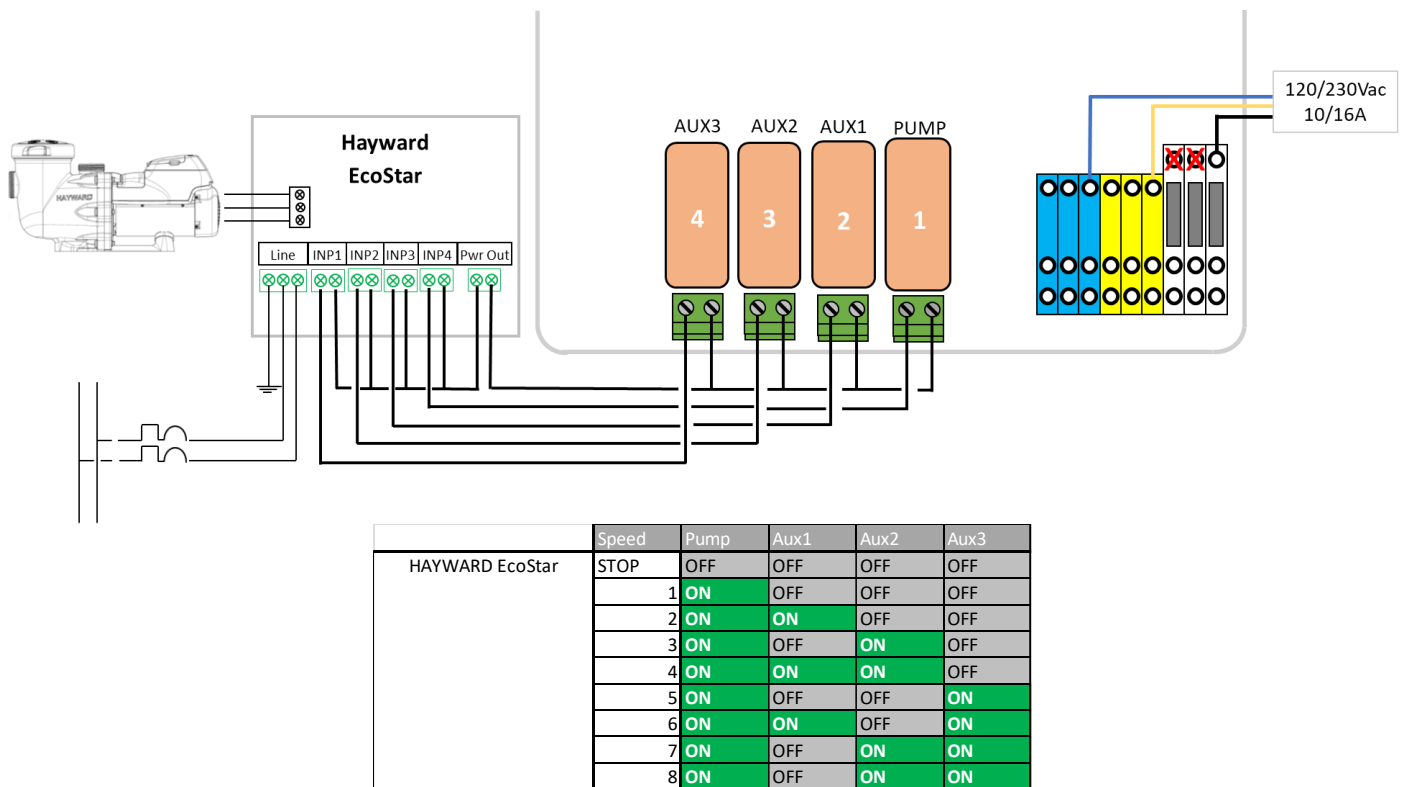 120/230Vac
10/16A
AUX3 AUX2 AUX1 PUMP
Hayward
EcoStar
HAYWARD
4 3 2 1
Line INP1 INP2 INP3 INP4 Pwr Out
Speed Pump Aux1 Aux2 Aux3
HAYWARD EcoStar STOP OFF OFF OFF OFF
1 ON OFF OFF OFF
2 ON ON OFF OFF
3 ON OFF ON OFF
4 ON ON ON OFF
5 ON OFF OFF ON
6 ON ON OFF ON
7 ON OFF ON ON
8 ON OFF ON ON